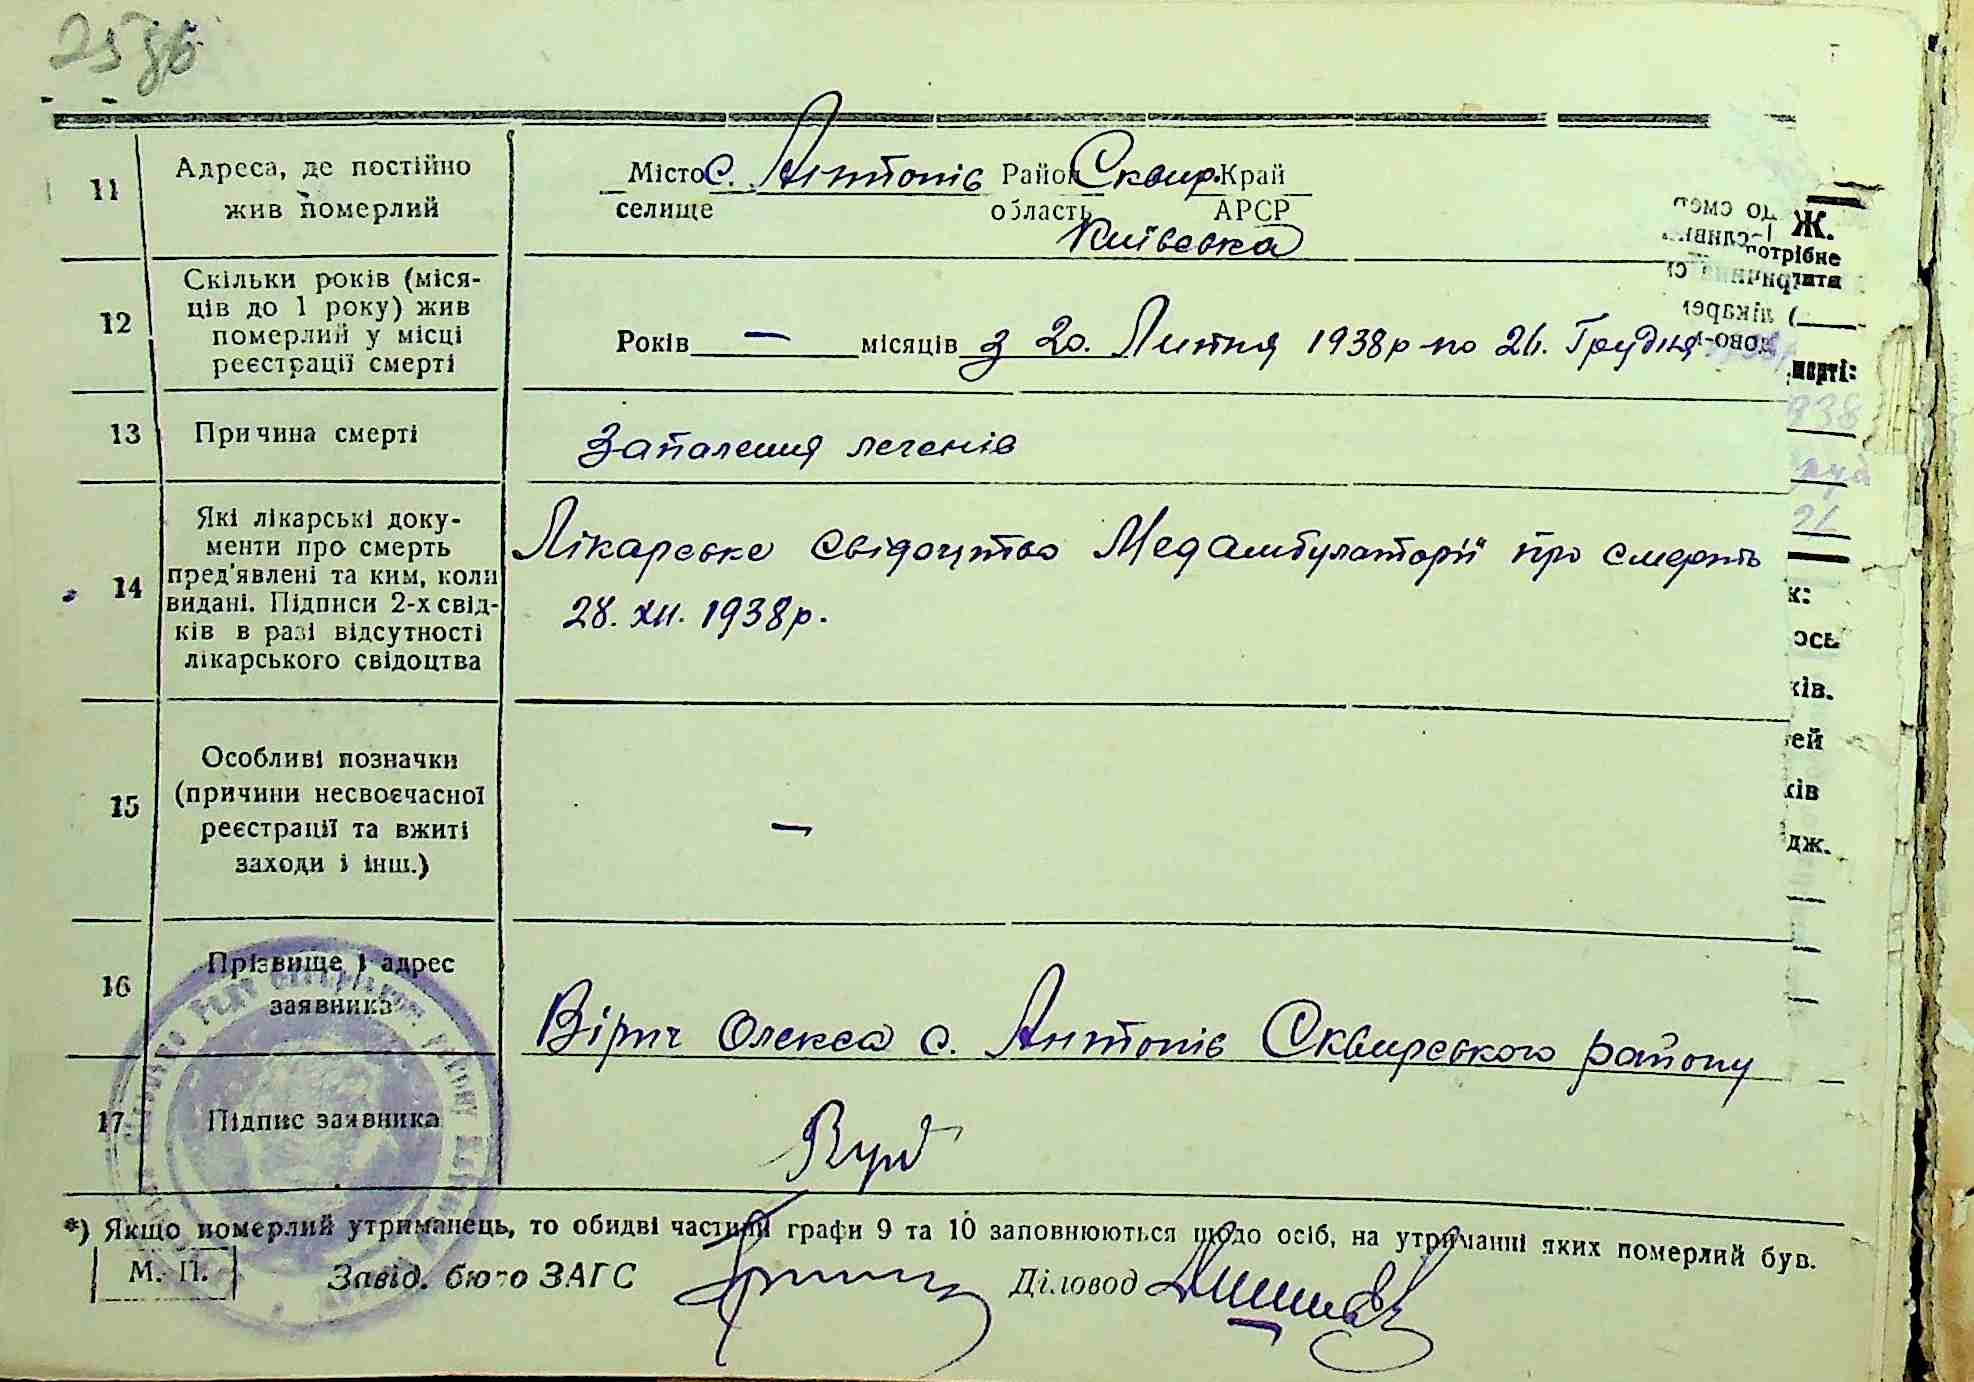 25зв
11 Адреса, де постійно жив померлий
Місто с. Антонів Район Сквир. Край
селище область АРСР
Київська
12 Скільки років (місяців до 1 року) жив померлий у місці реєстрації смерті
Років — місяців з 20. Лютня 1938р по 26. Грудня
13 Причина смерті
Запалення легенів
14 Які лікарські документи про смерть пред'явлені та ким, коли видані. Підписи 2-х свідків в разі відсутності лікарського свідоцтва
Лікарське свідоцтво Медамбулаторії про смерть
28. XII. 1938р.
15 Особливі позначки (причини несвоєчасної реєстрації та вжиті заходи і інш.)
—
16 Прізвище і адрес заявника
Вірич Олекса с. Антонів Сквирського району
17 Підпис заявника
*) Якщо померлий утриманець, то обидві частини графи 9 та 10 заповнюються щодо осіб, на утриманні яких померлий був.
М. П.
Завід. бюто ЗАГС Діловод
Ж.